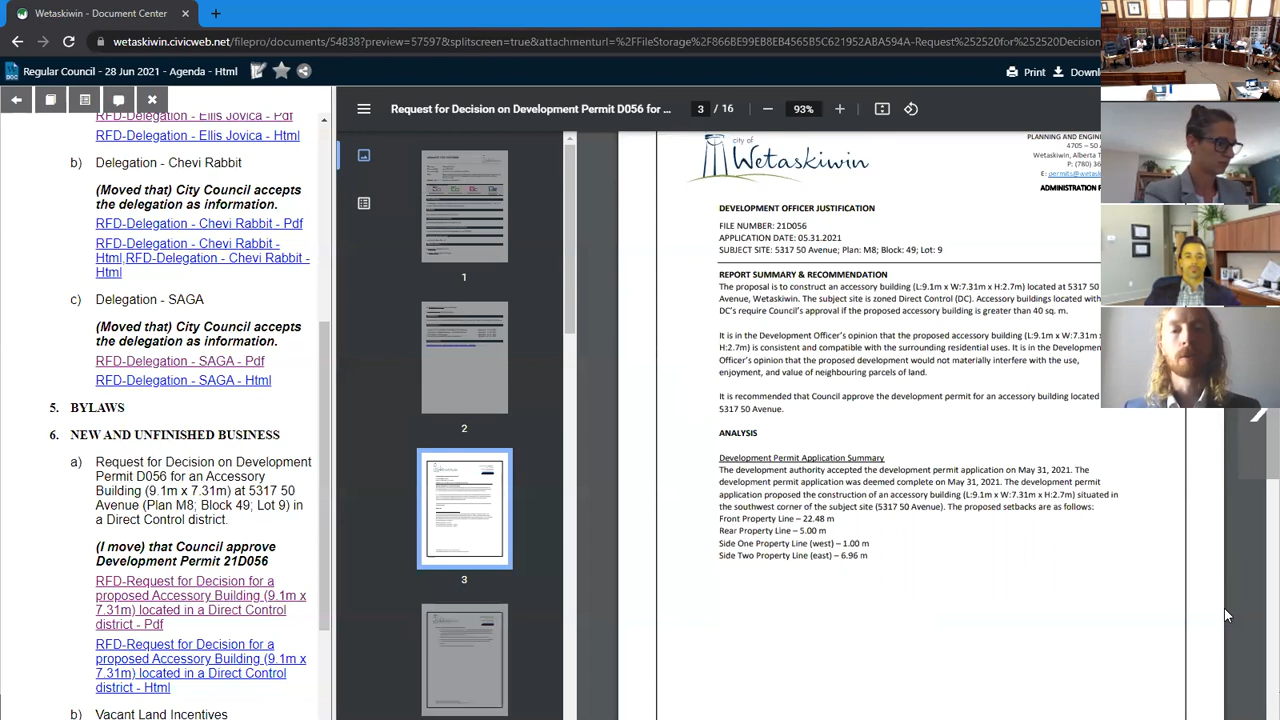 Wetaskiwin - Document Center
wetaskiwin.civicweb.net/filepro/documents/54838?preview=57597&splitscreen=true&attachmenturl=%2FFileStorage%2F866BE99EB8EB4565B5C621952ABA594A-Request%252520for%252520Decision
Regular Council - 28 Jun 2021 - Agenda - Html
Print
Downl
RFD-Delegation - Ellis Jovica - Pdf
RFD-Delegation - Ellis Jovica - Html
b) Delegation - Chevi Rabbit
(Moved that) City Council accepts
the delegation as information.
RFD-Delegation - Chevi Rabbit - Pdf
RFD-Delegation - Chevi Rabbit -
Html,RFD-Delegation - Chevi Rabbit -
Html
c) Delegation - SAGA
(Moved that) City Council accepts
the delegation as information.
RFD-Delegation - SAGA - Pdf
RFD-Delegation - SAGA - Html
5. BYLAWS
6. NEW AND UNFINISHED BUSINESS
a) Request for Decision on Development
Permit D056 for an Accessory
Building (9.1m x 7.31m) at 5317 50
Avenue (Plan M8; Block 49; Lot 9) in
a Direct Control district.
(I move) that Council approve
Development Permit 21D056
RFD-Request for Decision for a
proposed Accessory Building (9.1m x
7.31m) located in a Direct Control
district - Pdf
RFD-Request for Decision for a
proposed Accessory Building (9.1m x
7.31m) located in a Direct Control
district - Html
b) Vacant Land Incentives
Request for Decision on Development Permit D056 for ...
3 / 16
93%
1
2
3
city of
Wetaskiwin
PLANNING AND ENGINE
4705 – 50 A
Wetaskiwin, Alberta T
P: (780) 36
E: permits@wetask
ADMINISTRATION R
DEVELOPMENT OFFICER JUSTIFICATION
FILE NUMBER: 21D056
APPLICATION DATE: 05.31.2021
SUBJECT SITE: 5317 50 Avenue; Plan: M8; Block: 49; Lot: 9
REPORT SUMMARY & RECOMMENDATION
The proposal is to construct an accessory building (L:9.1m x W:7.31m x H:2.7m) located at 5317 50
Avenue, Wetaskiwin. The subject site is zoned Direct Control (DC). Accessory buildings located with
DC's require Council's approval if the proposed accessory building is greater than 40 sq. m.
It is in the Development Officer's opinion that the proposed accessory building (L:9.1m x W:7.31m x
H:2.7m) is consistent and compatible with the surrounding residential uses. It is in the Developmen
Officer's opinion that the proposed development would not materially interfere with the use,
enjoyment, and value of neighbouring parcels of land.
It is recommended that Council approve the development permit for an accessory building located
5317 50 Avenue.
ANALYSIS
Development Permit Application Summary
The development authority accepted the development permit application on May 31, 2021. The
development permit application was deemed complete on May 31, 2021. The development permit
application proposed the construction of an accessory building (L:9.1m x W:7.31m x H:2.7m) situated in
the southwest corner of the subject site (5317 50 Avenue). The proposed setbacks are as follows:
Front Property Line – 22.48 m
Rear Property Line – 5.00 m
Side One Property Line (west) – 1.00 m
Side Two Property Line (east) – 6.96 m